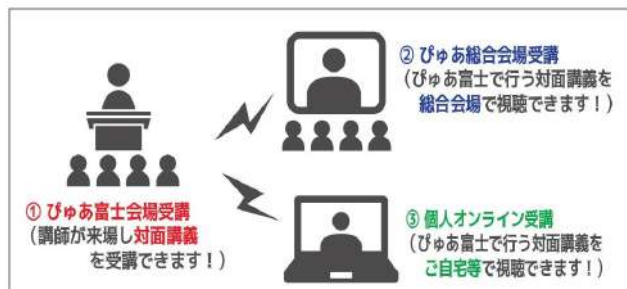 ① ぴゅあ富士会場受講
(講師が来場し対面講義
を受講できます!)
② ぴゅあ総合会場受講
(ぴゅあ富士で行う対面講義を
総合会場で視聴できます!)
③ 個人オンライン受講
(ぴゅあ富士で行う対面講義を
ご自宅等で視聴できます!)